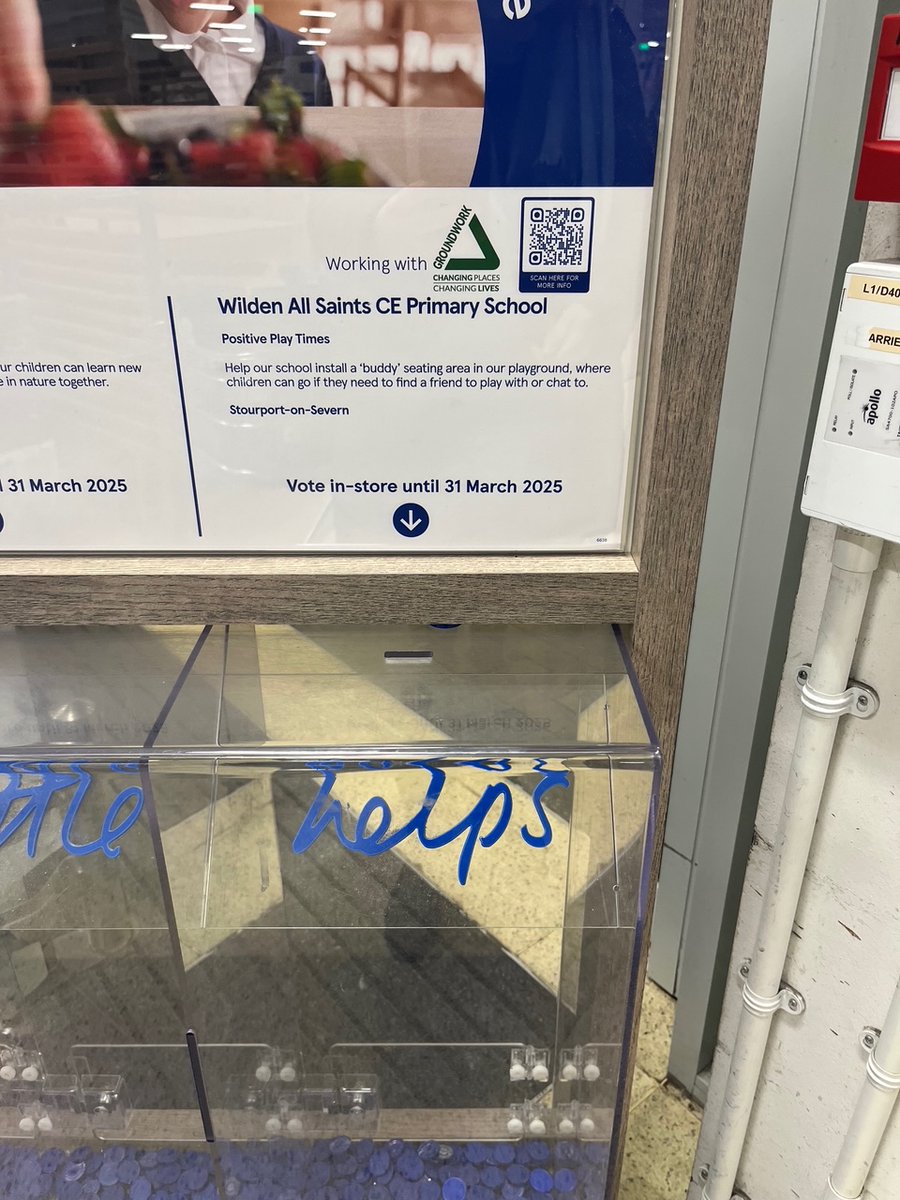 Working with
GROUNDWORK
CHANGING PLACES
CHANGING LIVES
SCAN HERE FOR
MORE INFO
Wilden All Saints CE Primary School
Positive Play Times
Help our school install a ‘buddy’ seating area in our playground, where
children can go if they need to find a friend to play with or chat to.
Stourport-on-Severn
Vote in-store until 31 March 2025
children can learn new
in nature together.
31 March 2025
helps
L1/D40
ARRIE
apollo